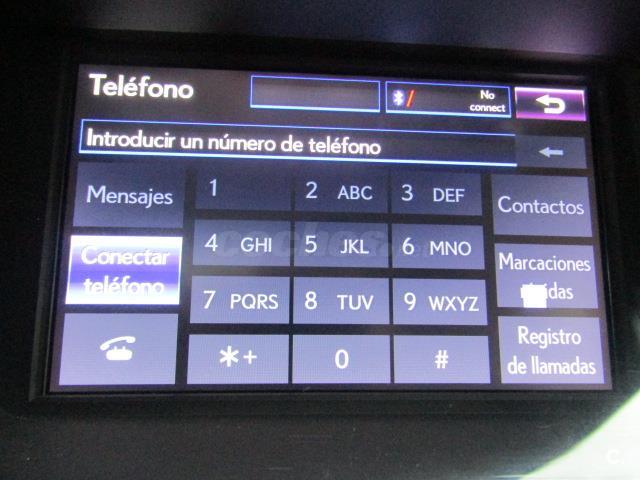 Teléfono
No
connect
Introducir un número de teléfono
Mensajes
1
2 ABC
3 DEF
Contactos
Conectar
teléfono
4 GHI
5 JKL
6 MNO
Marcaciones
7 PQRS
8 TUV
9 WXYZ
*+
0
#
Registro
de llamadas